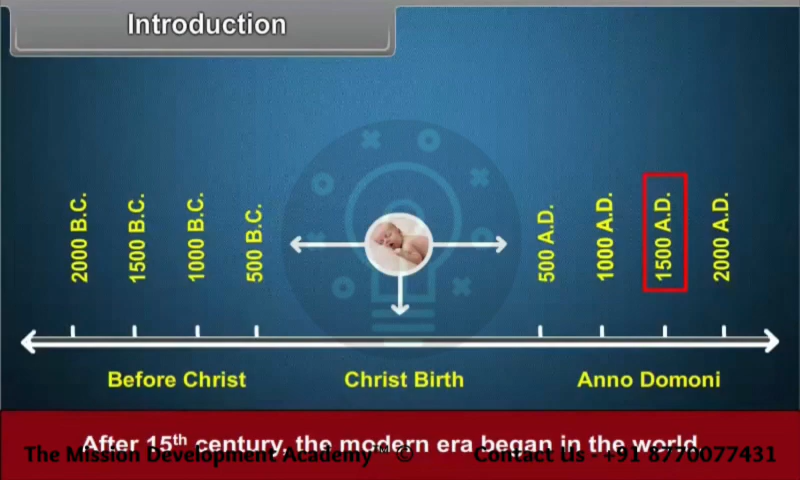 Introduction
2000 B.C.
1500 B.C.
1000 B.C.
500 B.C.
500 A.D.
1000 A.D.
1500 A.D.
2000 A.D.
Before Christ
Christ Birth
Anno Domoni
After 15th century, the modern era began in the world.
The Mission Development Academy™ © Contact Us - +91 8770077431